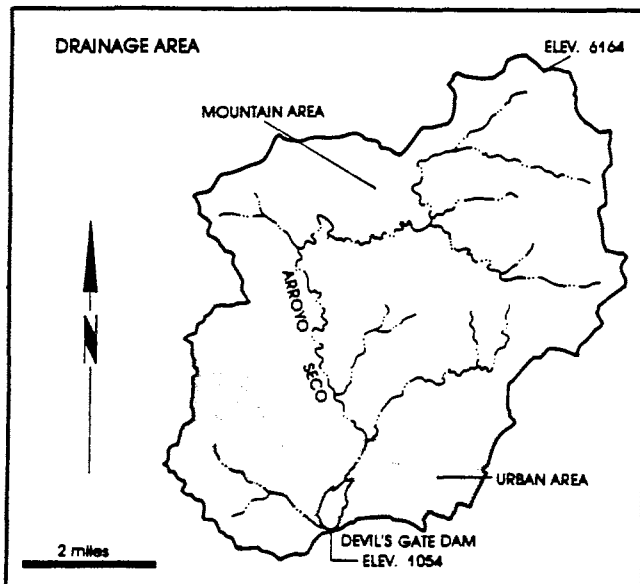 DRAINAGE AREA
ELEV. 6164
MOUNTAIN AREA
ARROYO
SECO
N
URBAN AREA
DEVIL'S GATE DAM
ELEV. 1054
2 miles